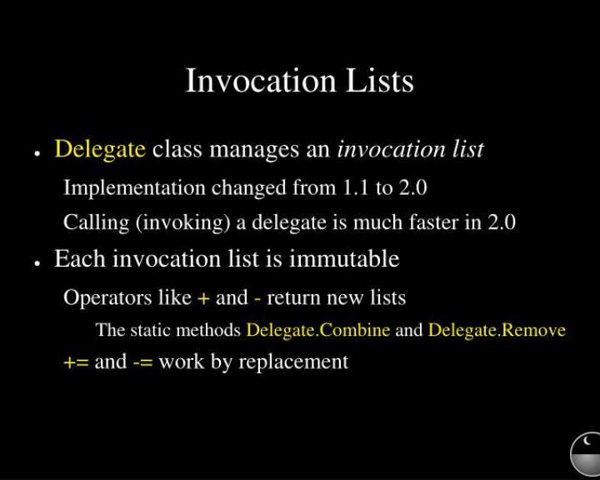 Invocation Lists
• Delegate class manages an invocation list
Implementation changed from 1.1 to 2.0
Calling (invoking) a delegate is much faster in 2.0
• Each invocation list is immutable
Operators like + and - return new lists
The static methods Delegate.Combine and Delegate.Remove
+= and -= work by replacement